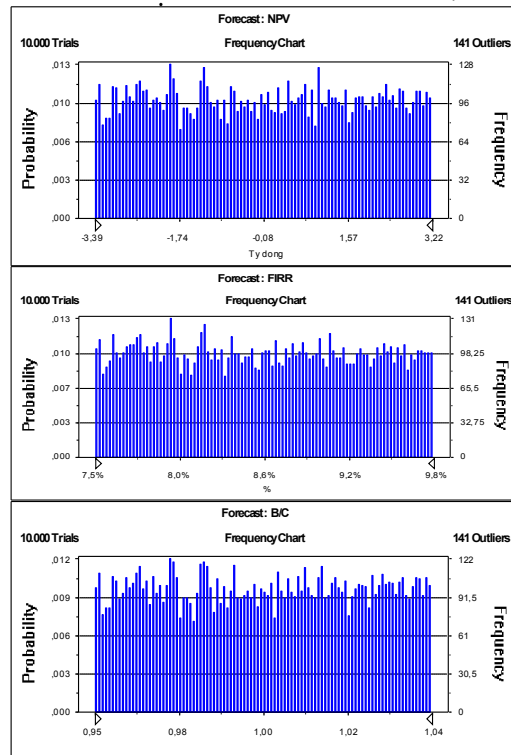 Forecast: NPV
10.000 Trials Frequency Chart 141 Outliers
,013 128
,010 96
,006 64
,003 32
,000 0
Probability
Frequency
-3,39 -1,74 -0,08 1,57 3,22
Ty dong
Forecast: FIRR
10.000 Trials Frequency Chart 141 Outliers
,013 131
,010 98,25
,007 65,5
,003 32,75
,000 0
Probability
Frequency
7,5% 8,0% 8,6% 9,2% 9,8%
%
Forecast: B/C
10.000 Trials Frequency Chart 141 Outliers
,012 122
,009 91,5
,006 61
,003 30,5
,000 0
Probability
Frequency
0,95 0,98 1,00 1,02 1,04